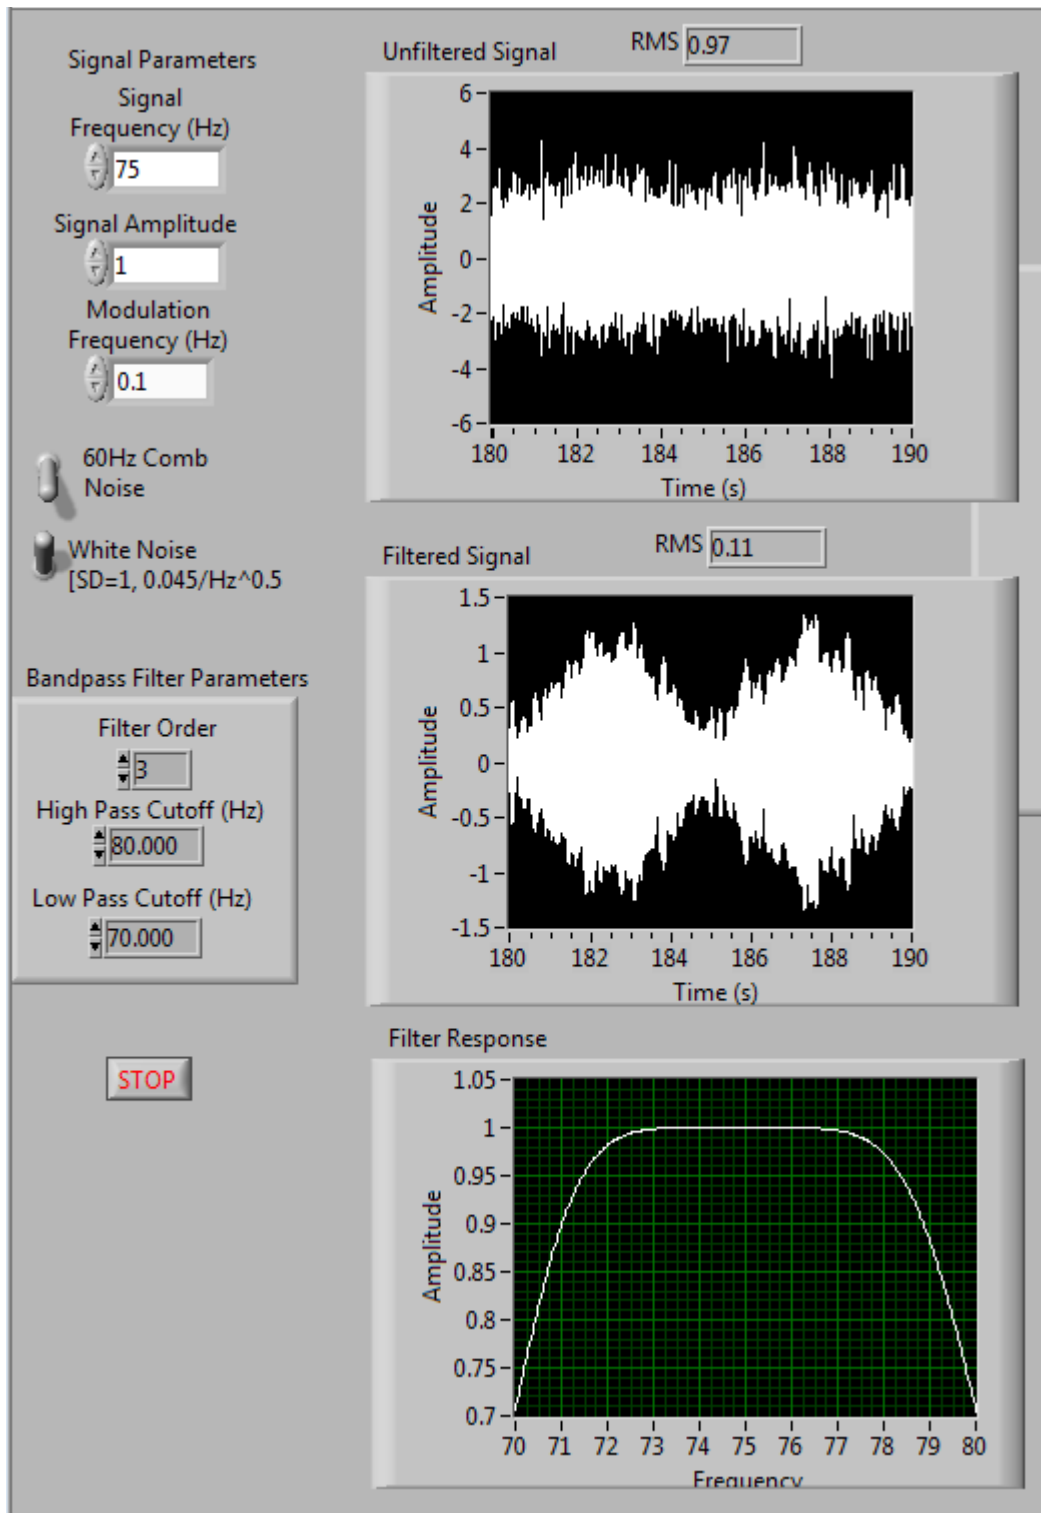 Signal Parameters
Signal
Frequency (Hz)
75
Signal Amplitude
1
Modulation
Frequency (Hz)
0.1
60Hz Comb
Noise
White Noise
[SD=1, 0.045/Hz^0.5
Bandpass Filter Parameters
Filter Order
3
High Pass Cutoff (Hz)
80.000
Low Pass Cutoff (Hz)
70.000
STOP
Unfiltered Signal
RMS 0.97
Amplitude
6
4
2
0
-2
-4
-6
180 182 184 186 188 190
Time (s)
Filtered Signal
RMS 0.11
Amplitude
1.5
1
0.5
0
-0.5
-1
-1.5
180 182 184 186 188 190
Time (s)
Filter Response
Amplitude
1.05
1
0.95
0.9
0.85
0.8
0.75
0.7
70 71 72 73 74 75 76 77 78 79 80
Frequency